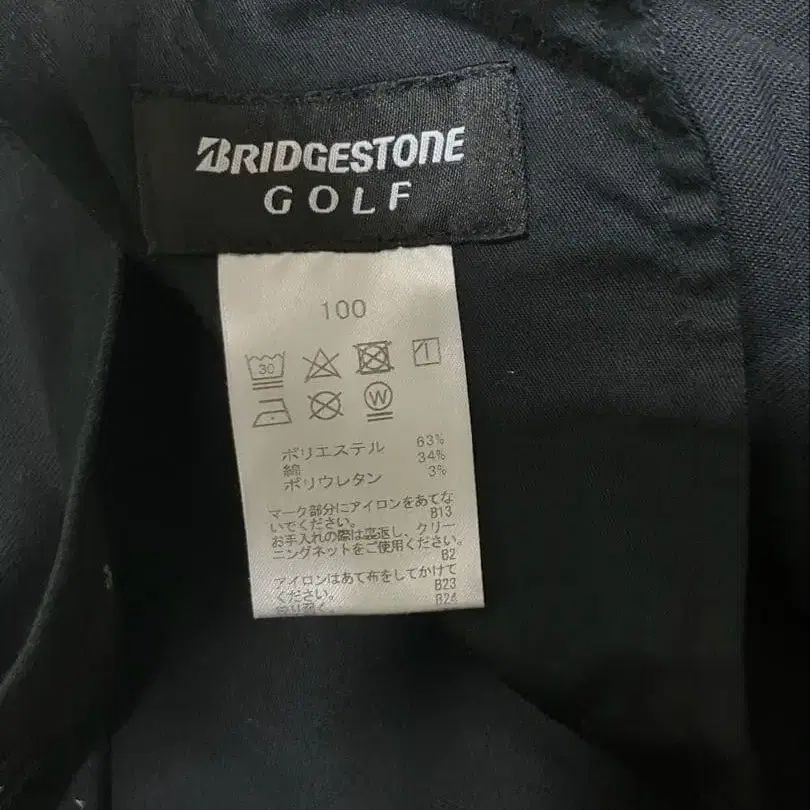 BRIDGESTONE
GOLF
100
30
W
ポリエステル 63%
綿 34%
ポリウレタン 3%
マーク部分にアイロンをあてな
いでください。 B13
お手入れの際は裏返し、クリー
ニングネットをご使用ください。
B2
アイロンはあて布をしてかけて
ください。 B23
B24